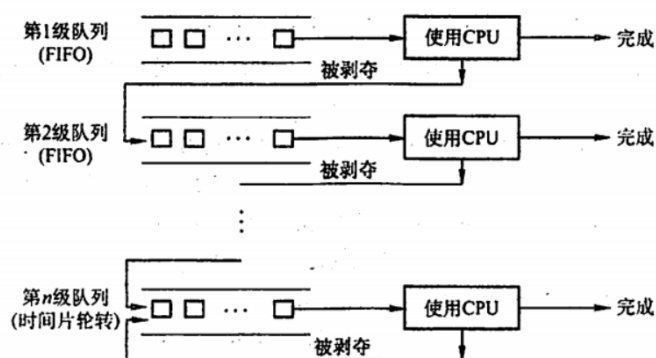 第1级队列
(FIFO)
使用CPU
完成
被剥夺
第2级队列
(FIFO)
使用CPU
完成
被剥夺
第n级队列
(时间片轮转)
使用CPU
完成
被剥夺